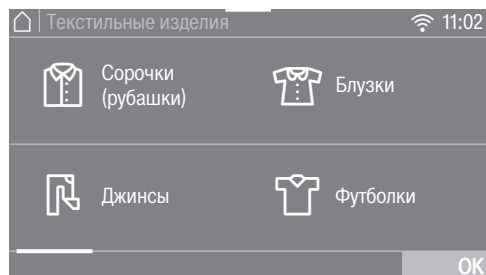 Текстильные изделия 11:02
Сорочки
(рубашки)
Блузки
Джинсы
Футболки
OK